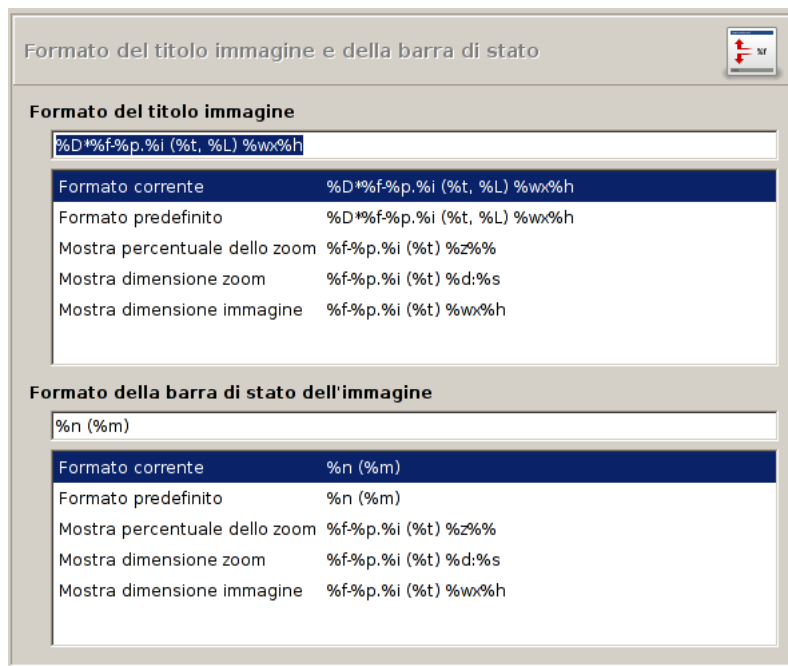 Formato del titolo immagine e della barra di stato
%f
Formato del titolo immagine
%D*%f-%p.%i (%t, %L) %wx%h
Formato corrente %D*%f-%p.%i (%t, %L) %wx%h
Formato predefinito %D*%f-%p.%i (%t, %L) %wx%h
Mostra percentuale dello zoom %f-%p.%i (%t) %z%%
Mostra dimensione zoom %f-%p.%i (%t) %d:%s
Mostra dimensione immagine %f-%p.%i (%t) %wx%h
Formato della barra di stato dell'immagine
%n (%m)
Formato corrente %n (%m)
Formato predefinito %n (%m)
Mostra percentuale dello zoom %f-%p.%i (%t) %z%%
Mostra dimensione zoom %f-%p.%i (%t) %d:%s
Mostra dimensione immagine %f-%p.%i (%t) %wx%h